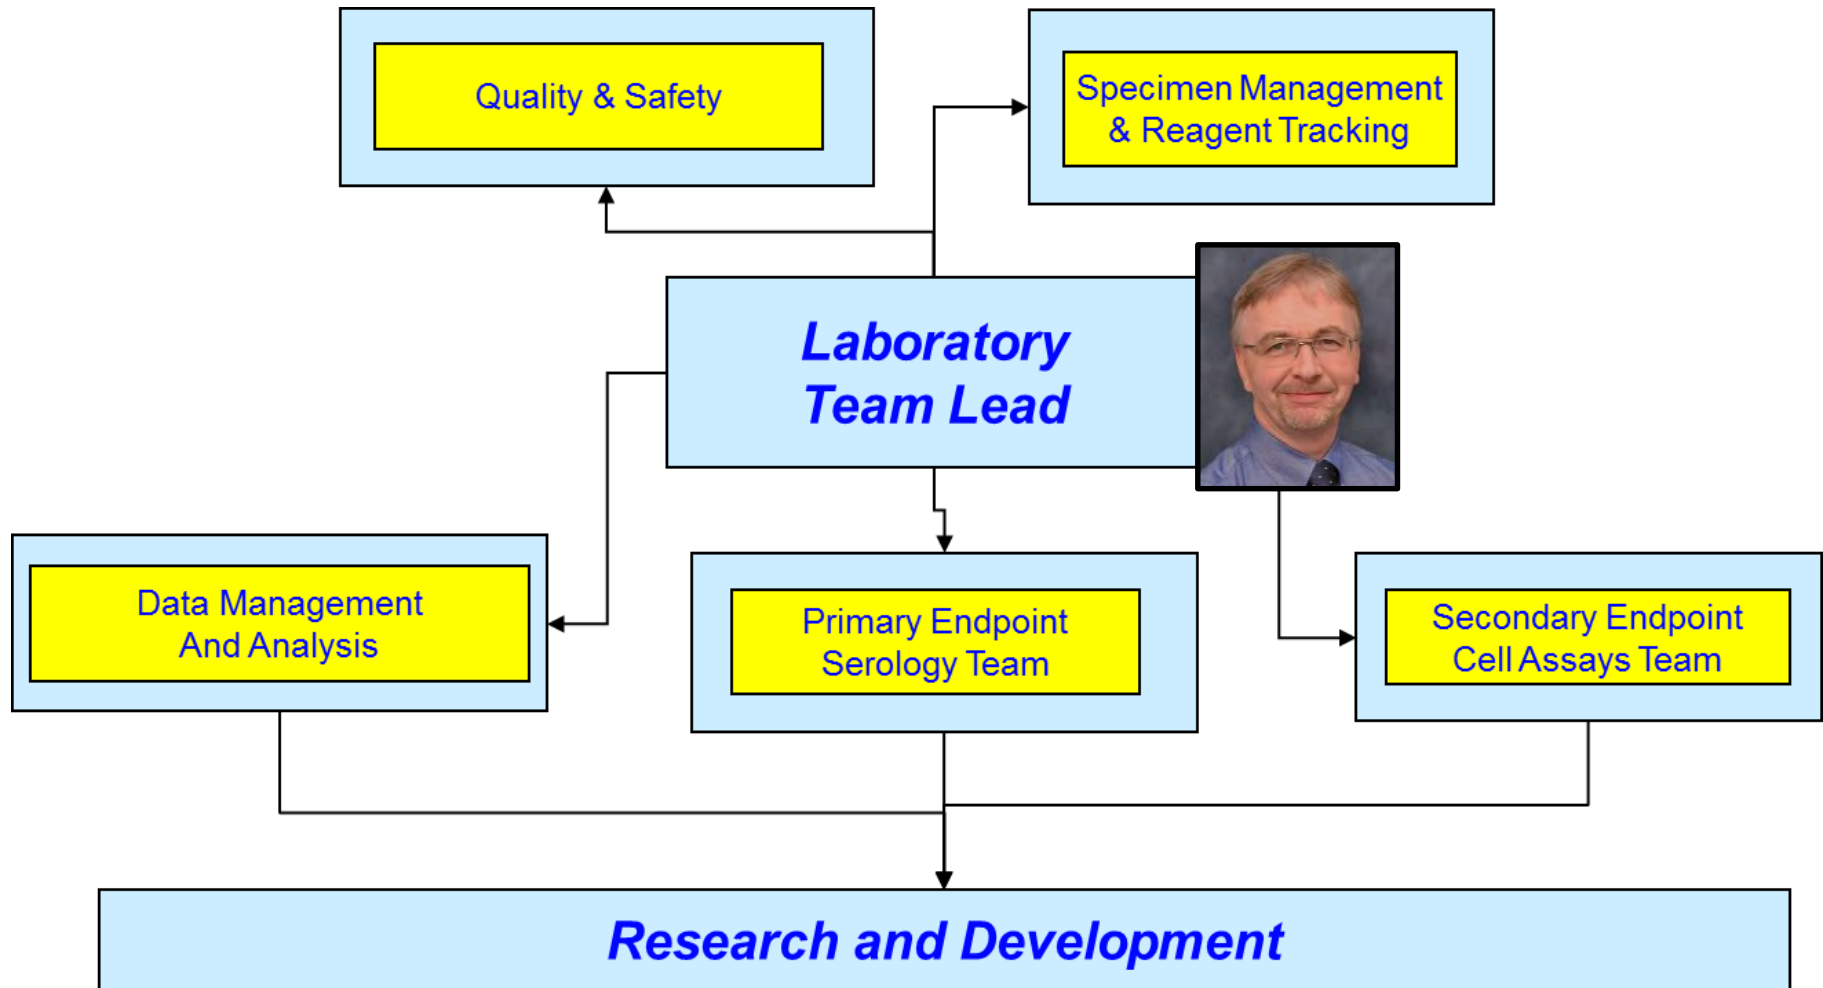 Quality & Safety
Specimen Management
& Reagent Tracking
Laboratory
Team Lead
Data Management
And Analysis
Primary Endpoint
Serology Team
Secondary Endpoint
Cell Assays Team
Research and Development